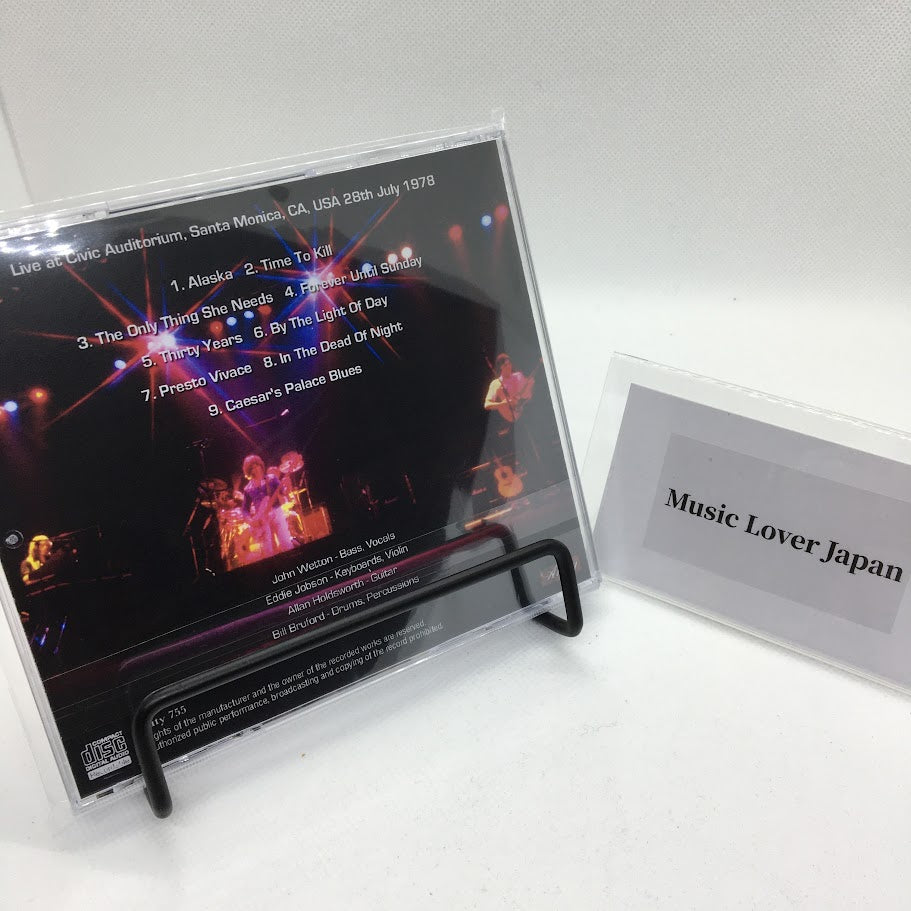 Live at Civic Auditorium, Santa Monica, CA, USA 28th July 1978
1. Alaska 2. Time To Kill
3. The Only Thing She Needs 4. Forever Until Sunday
5. Thirty Years 6. By The Light Of Day
7. Presto Vivace 8. In The Dead Of Night
9. Caesar's Palace Blues
John Wetton - Bass, Vocals
Eddie Jobson - Keyboards, Violin
Allan Holdsworth - Guitar
Bill Bruford - Drums, Percussions
755
of the manufacturer and the owner of the recorded works are reserved.
public performance, broadcasting and copying of the record prohibited.
COMPACT
disc
DIGITAL AUDIO
Recordable
Music Lover Japan